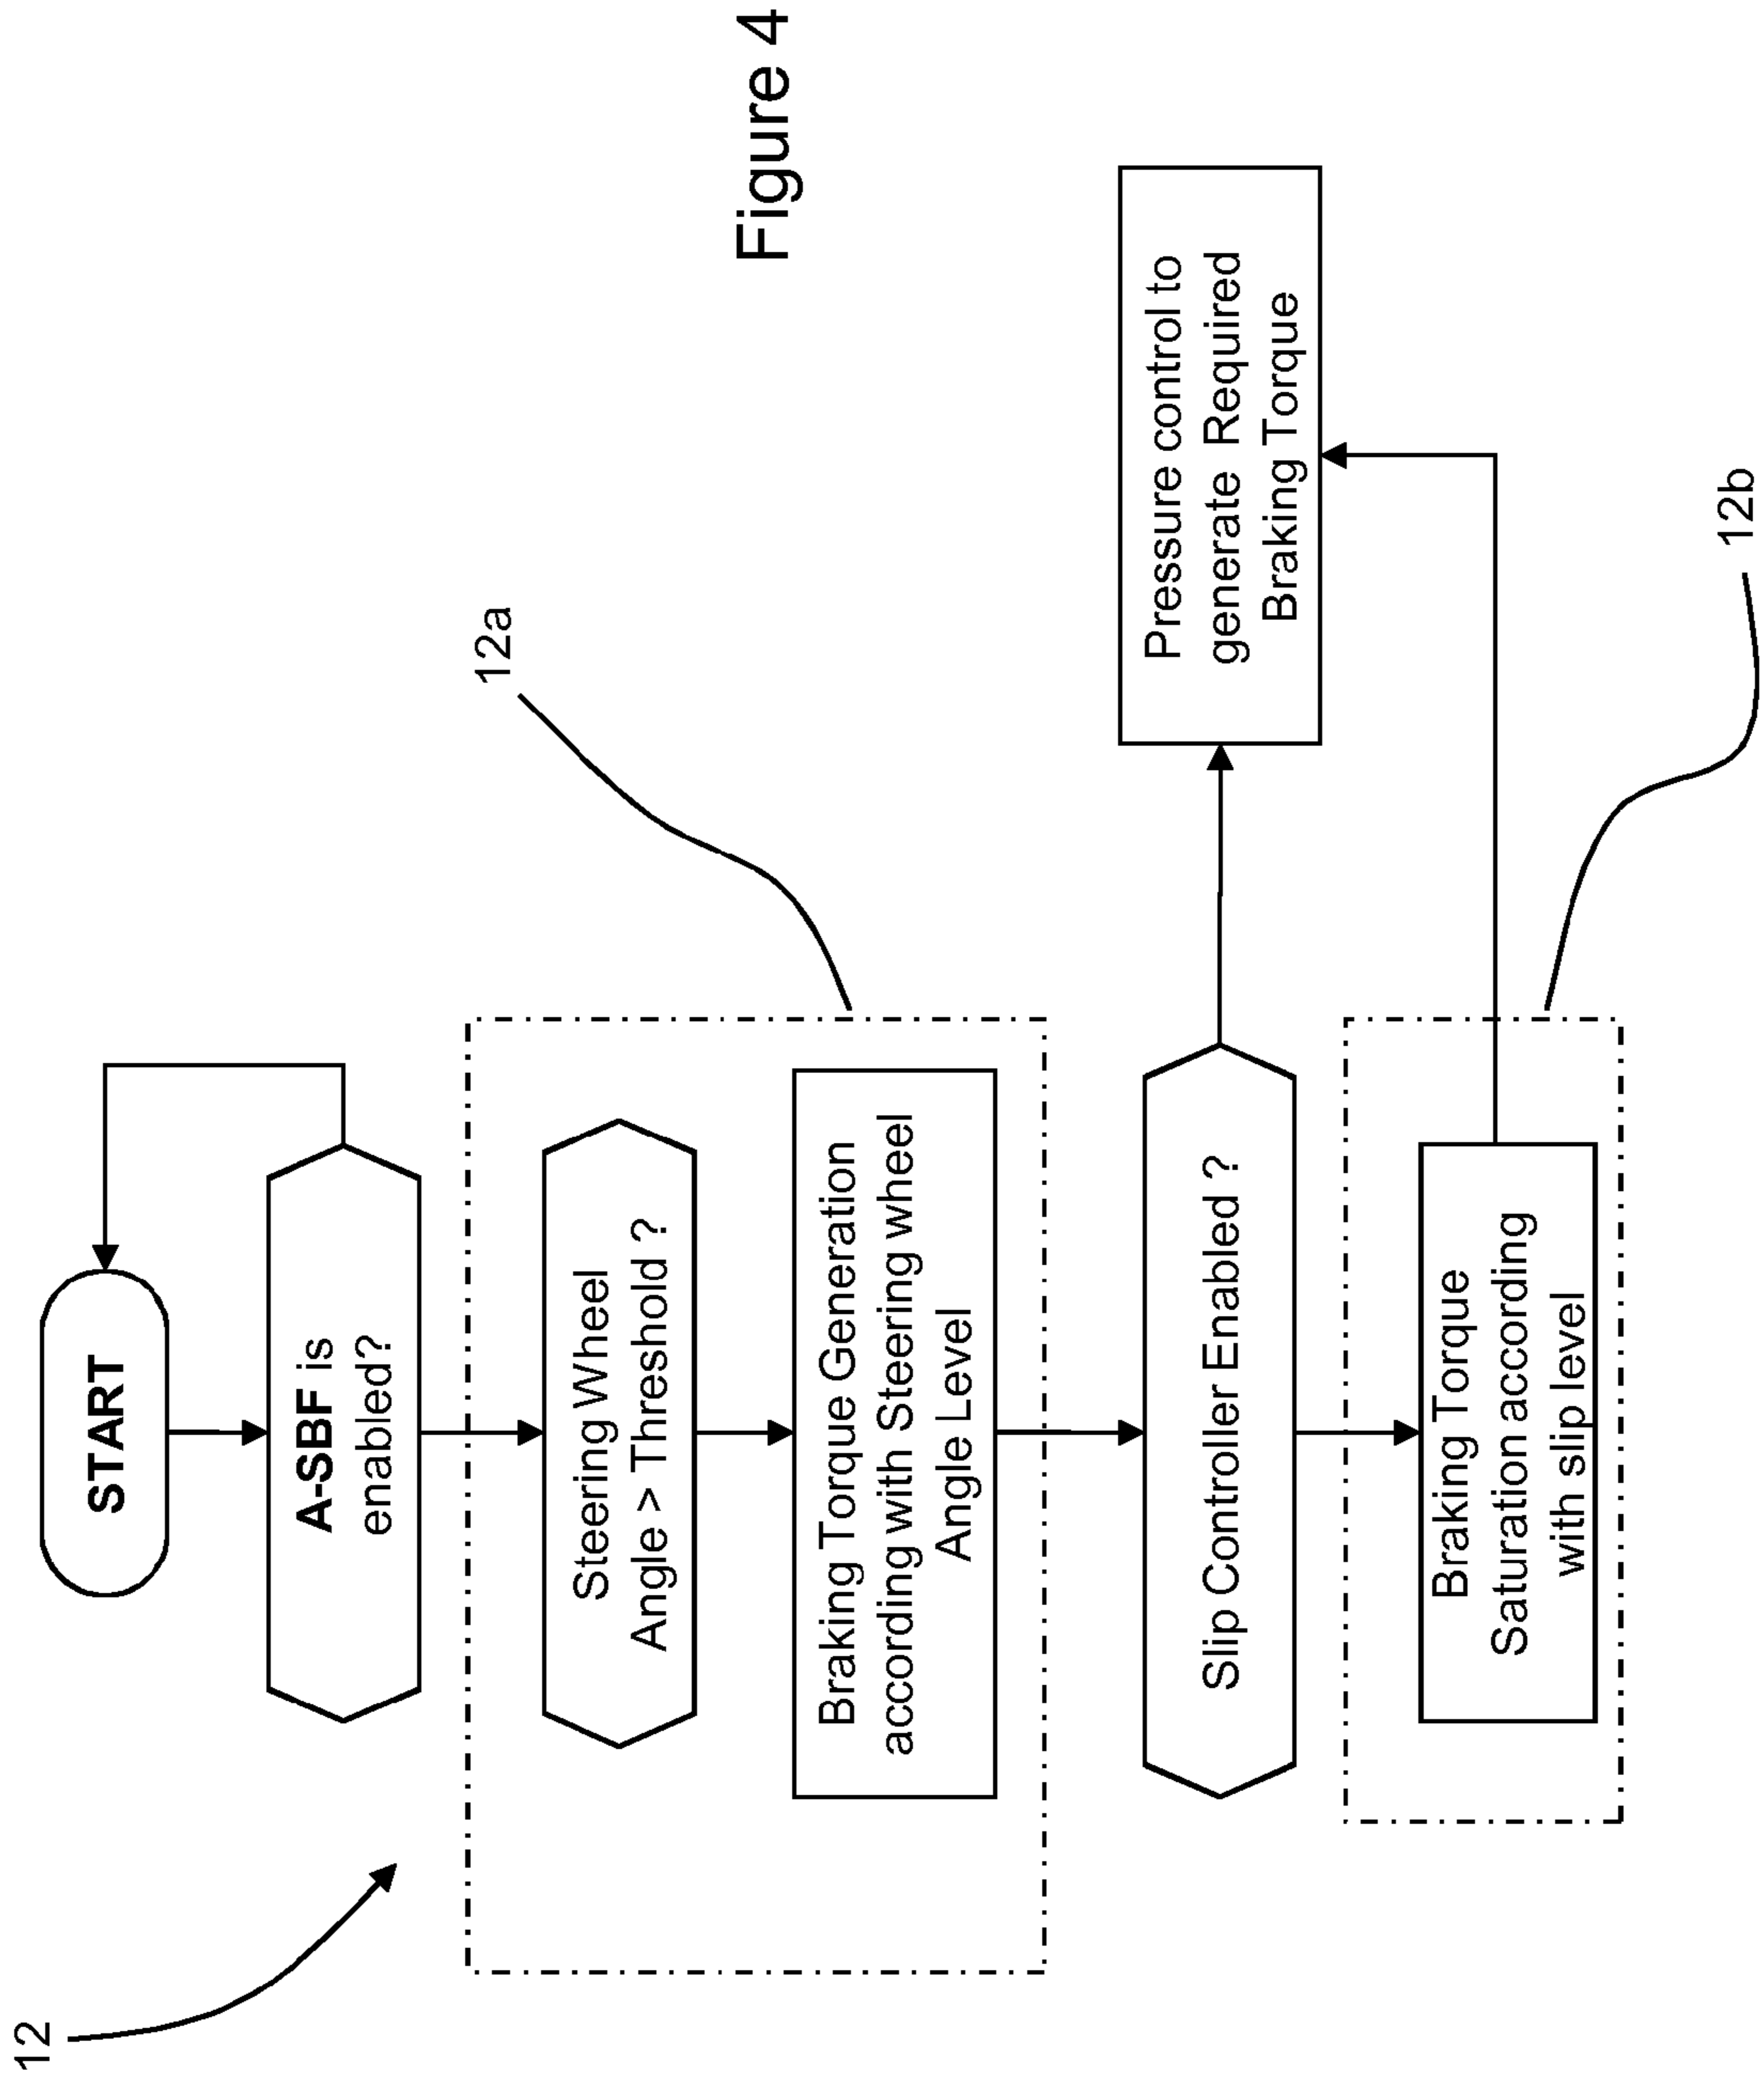 Figure 4
12
START
A-SBF is
enabled?
12a
Steering Wheel
Angle > Threshold ?
Braking Torque Generation
according with Steering wheel
Angle Level
Slip Controller Enabled ?
Pressure control to
generate Required
Braking Torque
12b
Braking Torque
Saturation according
with slip level